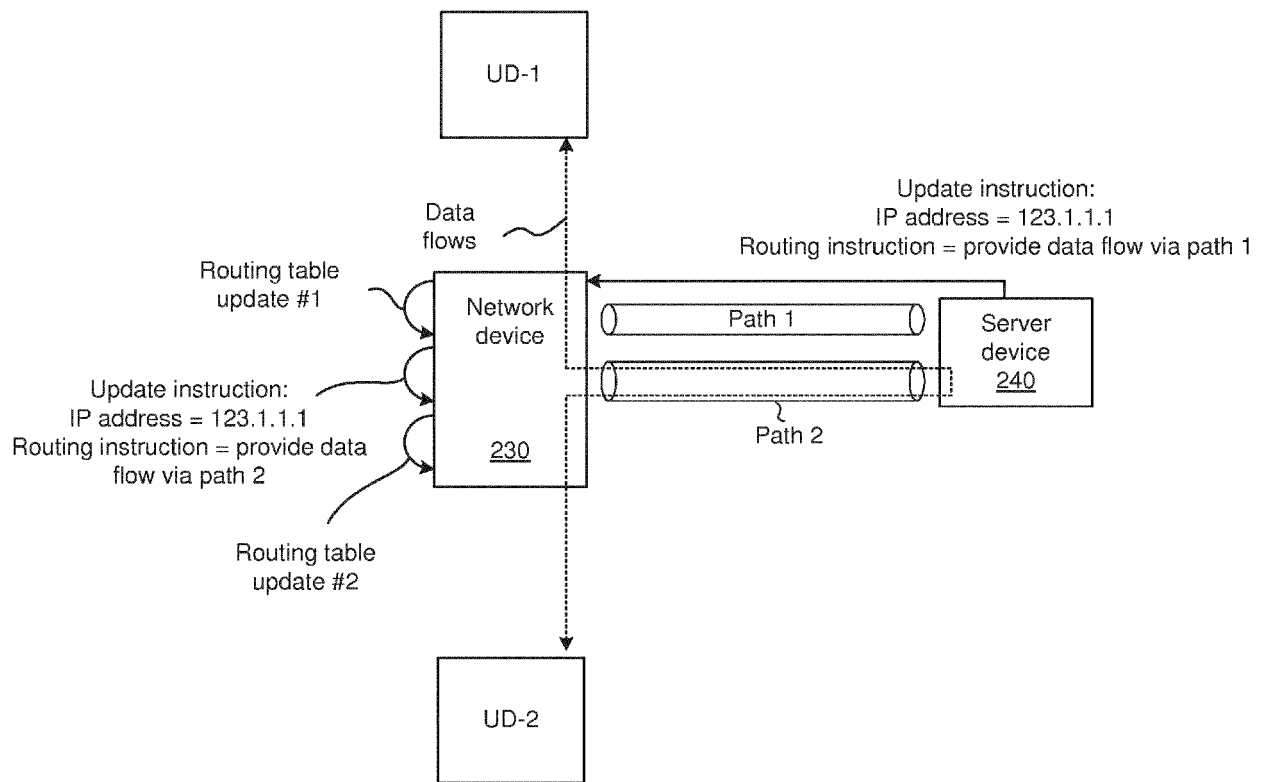 UD-1
Update instruction:
IP address = 123.1.1.1
Routing instruction = provide data flow via path 1
Data
flows
Routing table
update #1
Network
device
230
Path 1
Server
device
240
Update instruction:
IP address = 123.1.1.1
Routing instruction = provide data
flow via path 2
Path 2
Routing table
update #2
UD-2